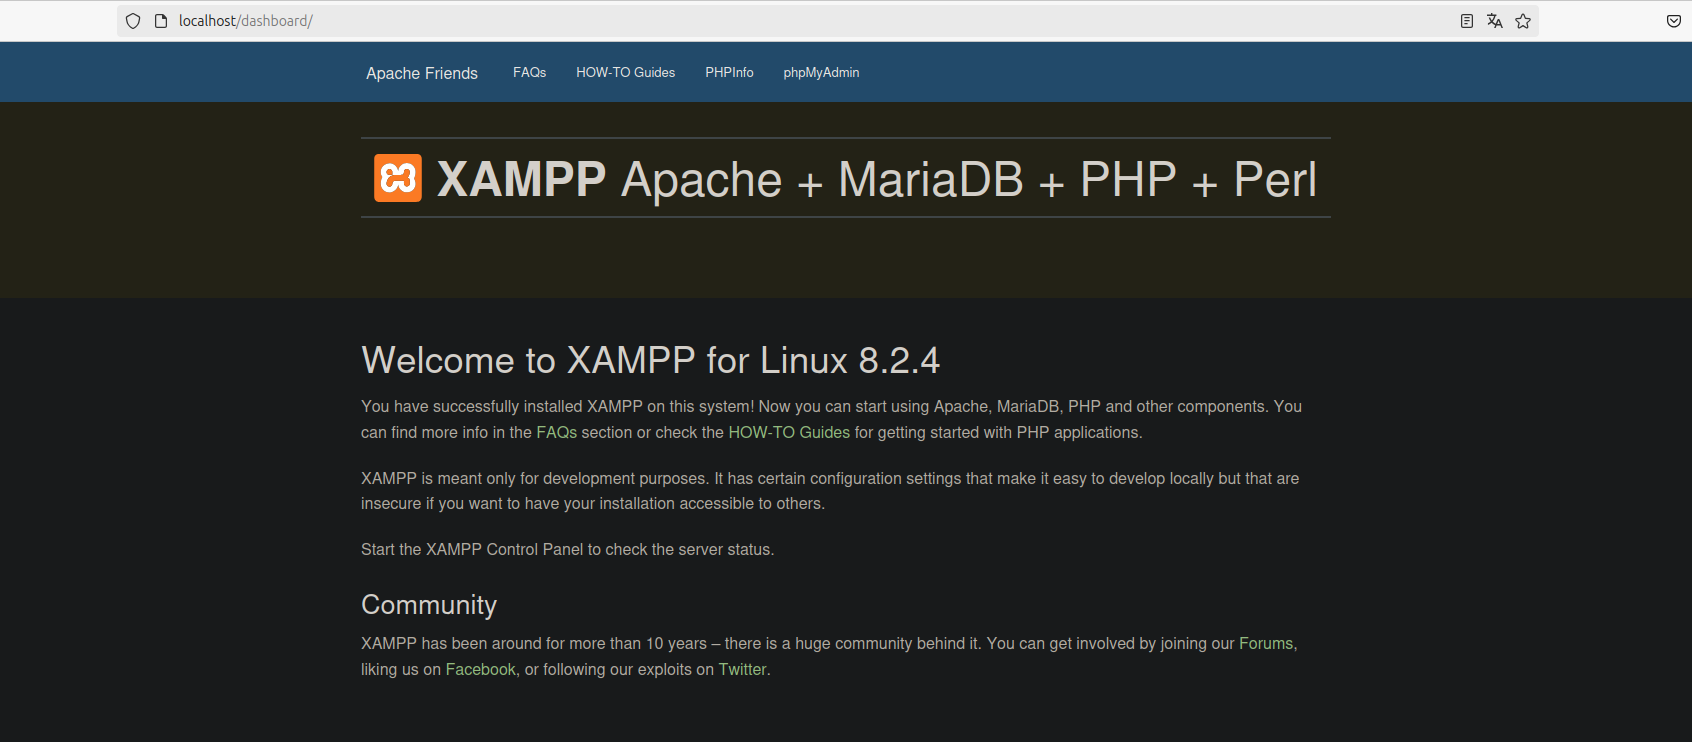 localhost/dashboard/
Apache Friends FAQs HOW-TO Guides PHPInfo phpMyAdmin
XAMPP Apache + MariaDB + PHP + Perl
Welcome to XAMPP for Linux 8.2.4
You have successfully installed XAMPP on this system! Now you can start using Apache, MariaDB, PHP and other components. You
can find more info in the FAQs section or check the HOW-TO Guides for getting started with PHP applications.
XAMPP is meant only for development purposes. It has certain configuration settings that make it easy to develop locally but that are
insecure if you want to have your installation accessible to others.
Start the XAMPP Control Panel to check the server status.
Community
XAMPP has been around for more than 10 years – there is a huge community behind it. You can get involved by joining our Forums,
liking us on Facebook, or following our exploits on Twitter.